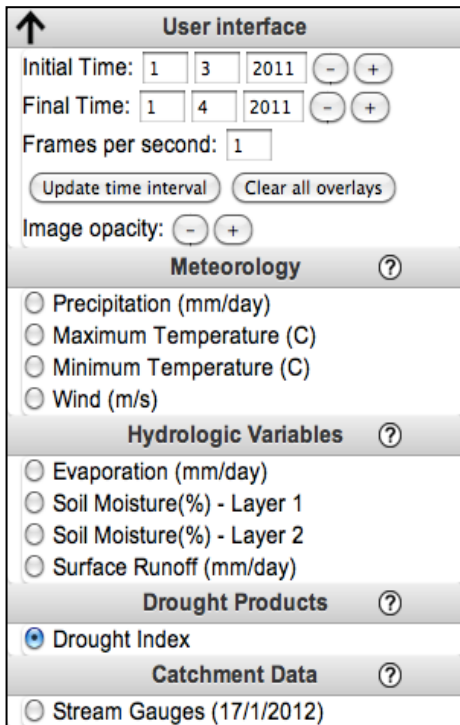 User interface
Initial Time: 1 3 2011 - +
Final Time: 1 4 2011 - +
Frames per second: 1
Update time interval Clear all overlays
Image opacity: - +
Meteorology ?
Precipitation (mm/day)
Maximum Temperature (C)
Minimum Temperature (C)
Wind (m/s)
Hydrologic Variables ?
Evaporation (mm/day)
Soil Moisture(%) - Layer 1
Soil Moisture(%) - Layer 2
Surface Runoff (mm/day)
Drought Products ?
Drought Index
Catchment Data ?
Stream Gauges (17/1/2012)